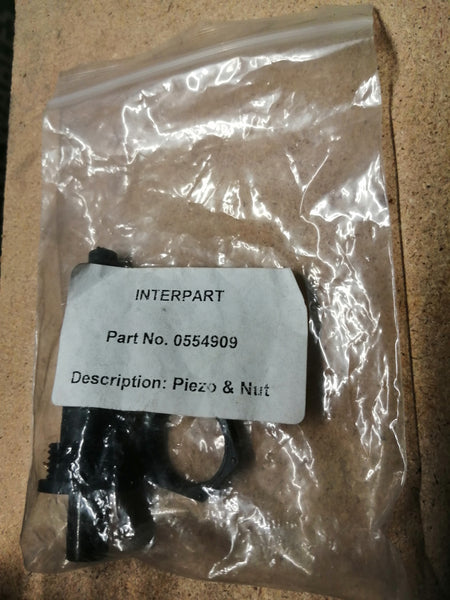 INTERPART
Part No. 0554909
Description: Piezo & Nut